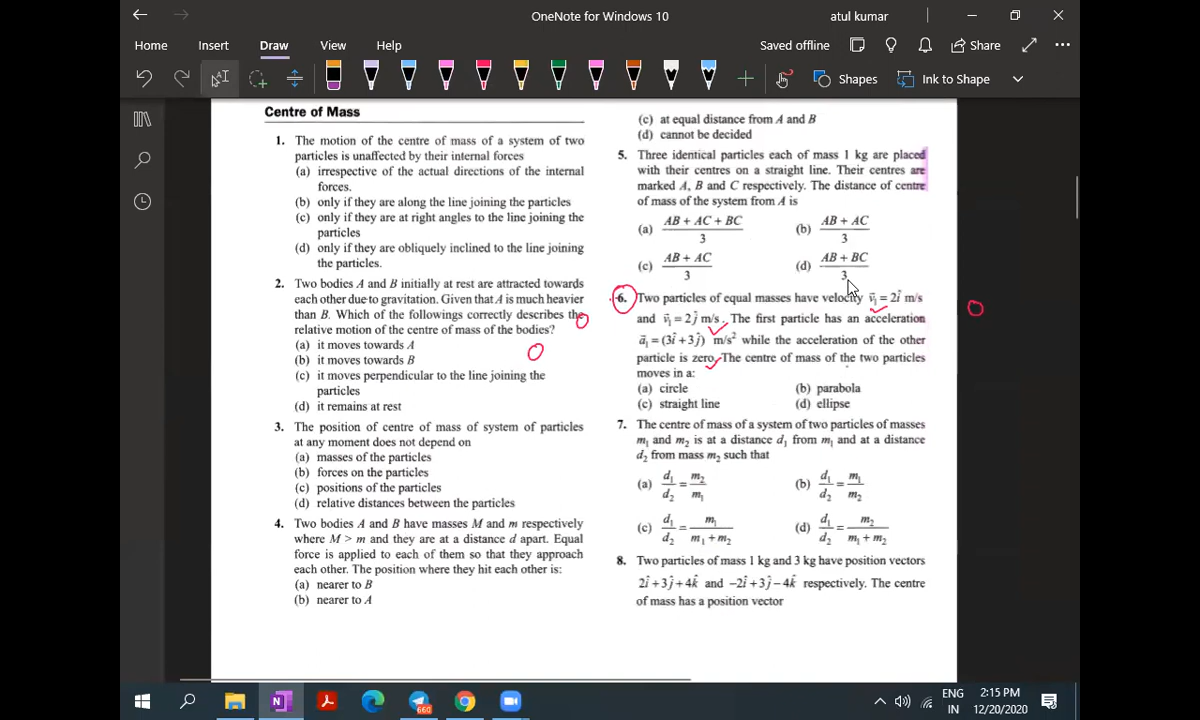 OneNote for Windows 10
atul kumar
Home Insert Draw View Help
Saved offline
Share
Shapes
Ink to Shape
Centre of Mass
1. The motion of the centre of mass of a system of two
particles is unaffected by their internal forces
(a) irrespective of the actual directions of the internal
forces.
(b) only if they are along the line joining the particles
(c) only if they are at right angles to the line joining the
particles
(d) only if they are obliquely inclined to the line joining
the particles.
2. Two bodies A and B initially at rest are attracted towards
each other due to gravitation. Given that A is much heavier
than B. Which of the followings correctly describes the
relative motion of the centre of mass of the bodies?
(a) it moves towards A
(b) it moves towards B
(c) it moves perpendicular to the line joining the
particles
(d) it remains at rest
3. The position of centre of mass of system of particles
at any moment does not depend on
(a) masses of the particles
(b) forces on the particles
(c) positions of the particles
(d) relative distances between the particles
4. Two bodies A and B have masses M and m respectively
where M > m and they are at a distance d apart. Equal
force is applied to each of them so that they approach
each other. The position where they hit each other is:
(a) nearer to B
(b) nearer to A
(c) at equal distance from A and B
(d) cannot be decided
5. Three identical particles each of mass 1 kg are placed
with their centres on a straight line. Their centres are
marked A, B and C respectively. The distance of centre
of mass of the system from A is
(a) (AB + AC + BC)/3 (b) (AB + AC)/3
(c) (AB + AC)/3 (d) (AB + BC)/3
6. Two particles of equal masses have velocity v⃗₁ = 2î m/s
and v⃗₁ = 2ĵ m/s. The first particle has an acceleration
a⃗₁ = (3î + 3ĵ) m/s² while the acceleration of the other
particle is zero. The centre of mass of the two particles
moves in a:
(a) circle (b) parabola
(c) straight line (d) ellipse
7. The centre of mass of a system of two particles of masses
m₁ and m₂ is at a distance d₁ from m₁ and at a distance
d₂ from mass m₂ such that
(a) d₁/d₂ = m₂/m₁ (b) d₁/d₂ = m₁/m₂
(c) d₁/d₂ = m₁/(m₁ + m₂) (d) d₁/d₂ = m₂/(m₁ + m₂)
8. Two particles of mass 1 kg and 3 kg have position vectors
2î + 3ĵ + 4k̂ and −2î + 3ĵ − 4k̂ respectively. The centre
of mass has a position vector
660
ENG
IN
2:15 PM
12/20/2020